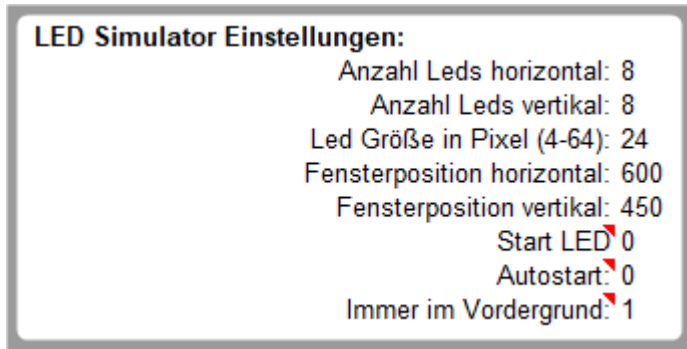 LED Simulator Einstellungen:
Anzahl Leds horizontal: 8
Anzahl Leds vertikal: 8
Led Größe in Pixel (4-64): 24
Fensterposition horizontal: 600
Fensterposition vertikal: 450
Start LED 0
Autostart: 0
Immer im Vordergrund: 1